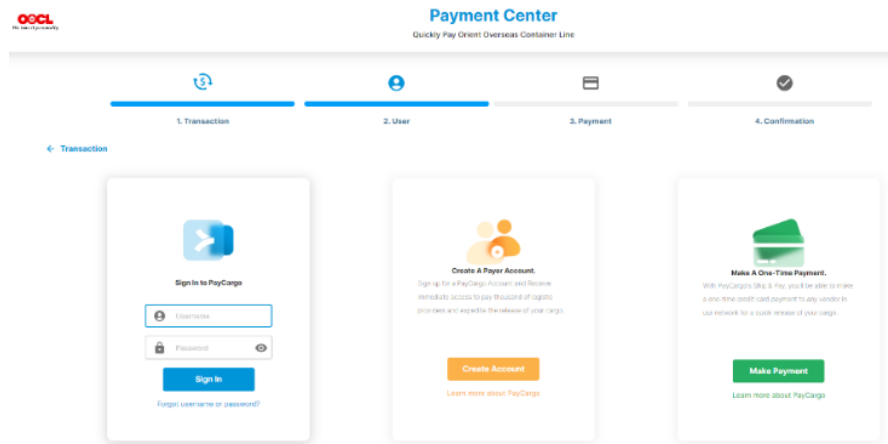 OOCL
Payment Center
Quickly Pay Orient Overseas Container Line
1. Transaction
2. User
3. Payment
4. Confirmation
← Transaction
Sign In to PayCargo
Username
Password
Sign In
Forgot username or password?
Create A Payer Account.
Sign up for a PayCargo Account and Receive
immediate access to pay thousand of logistic
providers and expedite the release of your cargo.
Create Account
Learn more about PayCargo
Make A One-Time Payment.
With PayCargo's Ship & Pay, you'll be able to make
a one-time credit card payment to any vendor in
our network for a quick release of your cargo.
Make Payment
Learn more about PayCargo